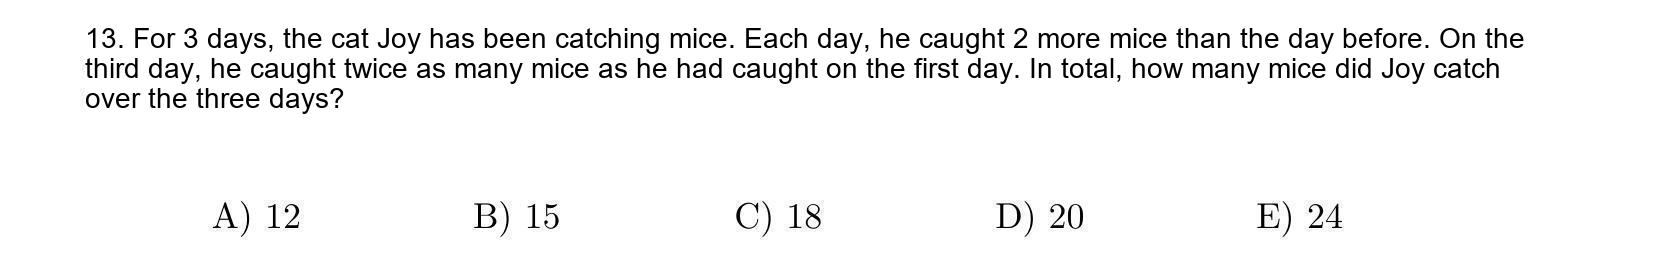 13. For 3 days, the cat Joy has been catching mice. Each day, he caught 2 more mice than the day before. On the
third day, he caught twice as many mice as he had caught on the first day. In total, how many mice did Joy catch
over the three days?
A) 12 B) 15 C) 18 D) 20 E) 24